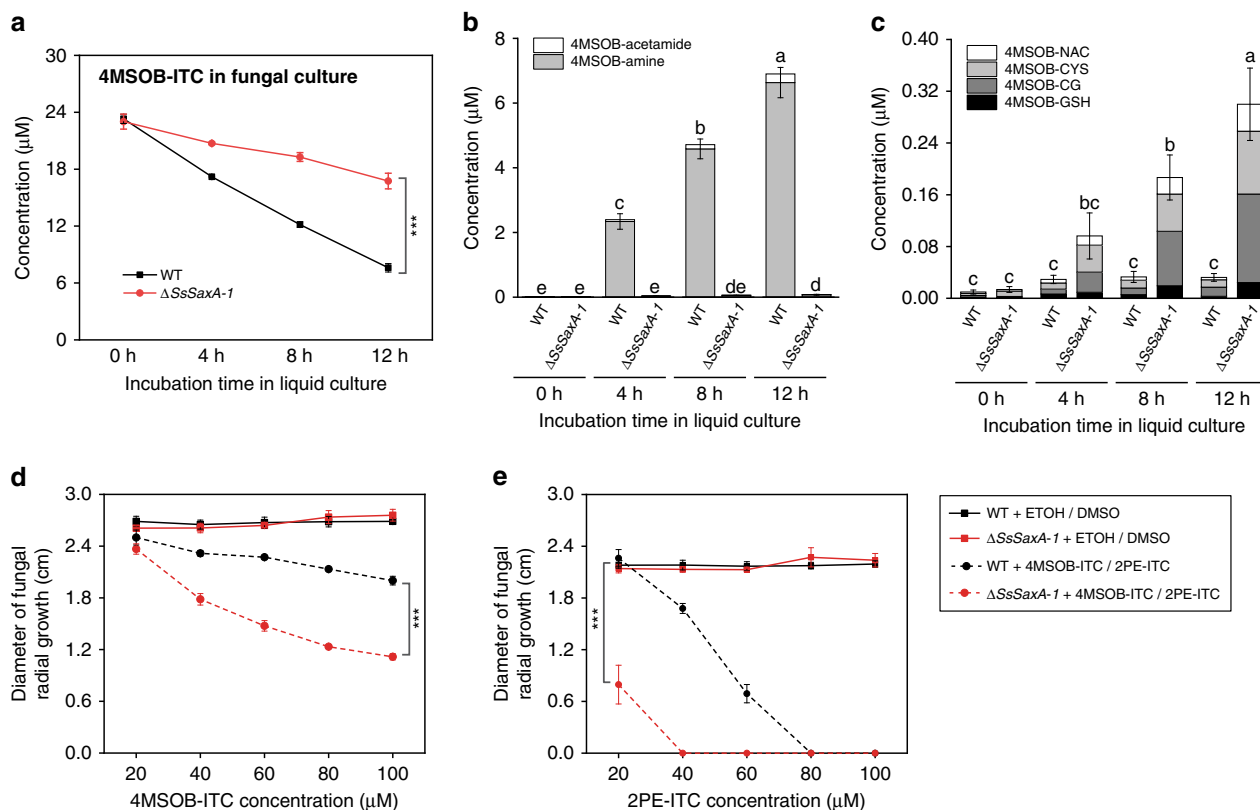 a
4MSOB-ITC in fungal culture
Concentration (μM)
30
24
18
12
6
0
WT
ΔSsSaxA-1
***
0 h 4 h 8 h 12 h
Incubation time in liquid culture
b
4MSOB-acetamide
4MSOB-amine
Concentration (μM)
8
6
4
2
0
e e c e b de a d
WT ΔSsSaxA-1 WT ΔSsSaxA-1 WT ΔSsSaxA-1 WT ΔSsSaxA-1
0 h 4 h 8 h 12 h
Incubation time in liquid culture
c
4MSOB-NAC
4MSOB-CYS
4MSOB-CG
4MSOB-GSH
Concentration (μM)
0.40
0.32
0.24
0.16
0.08
0.00
c c c bc c b c a
WT ΔSsSaxA-1 WT ΔSsSaxA-1 WT ΔSsSaxA-1 WT ΔSsSaxA-1
0 h 4 h 8 h 12 h
Incubation time in liquid culture
d
Diameter of fungal
radial growth (cm)
3.0
2.4
1.8
1.2
0.6
0.0
***
20 40 60 80 100
4MSOB-ITC concentration (μM)
e
Diameter of fungal
radial growth (cm)
3.0
2.4
1.8
1.2
0.6
0.0
***
20 40 60 80 100
2PE-ITC concentration (μM)
WT + ETOH / DMSO
ΔSsSaxA-1 + ETOH / DMSO
WT + 4MSOB-ITC / 2PE-ITC
ΔSsSaxA-1 + 4MSOB-ITC / 2PE-ITC